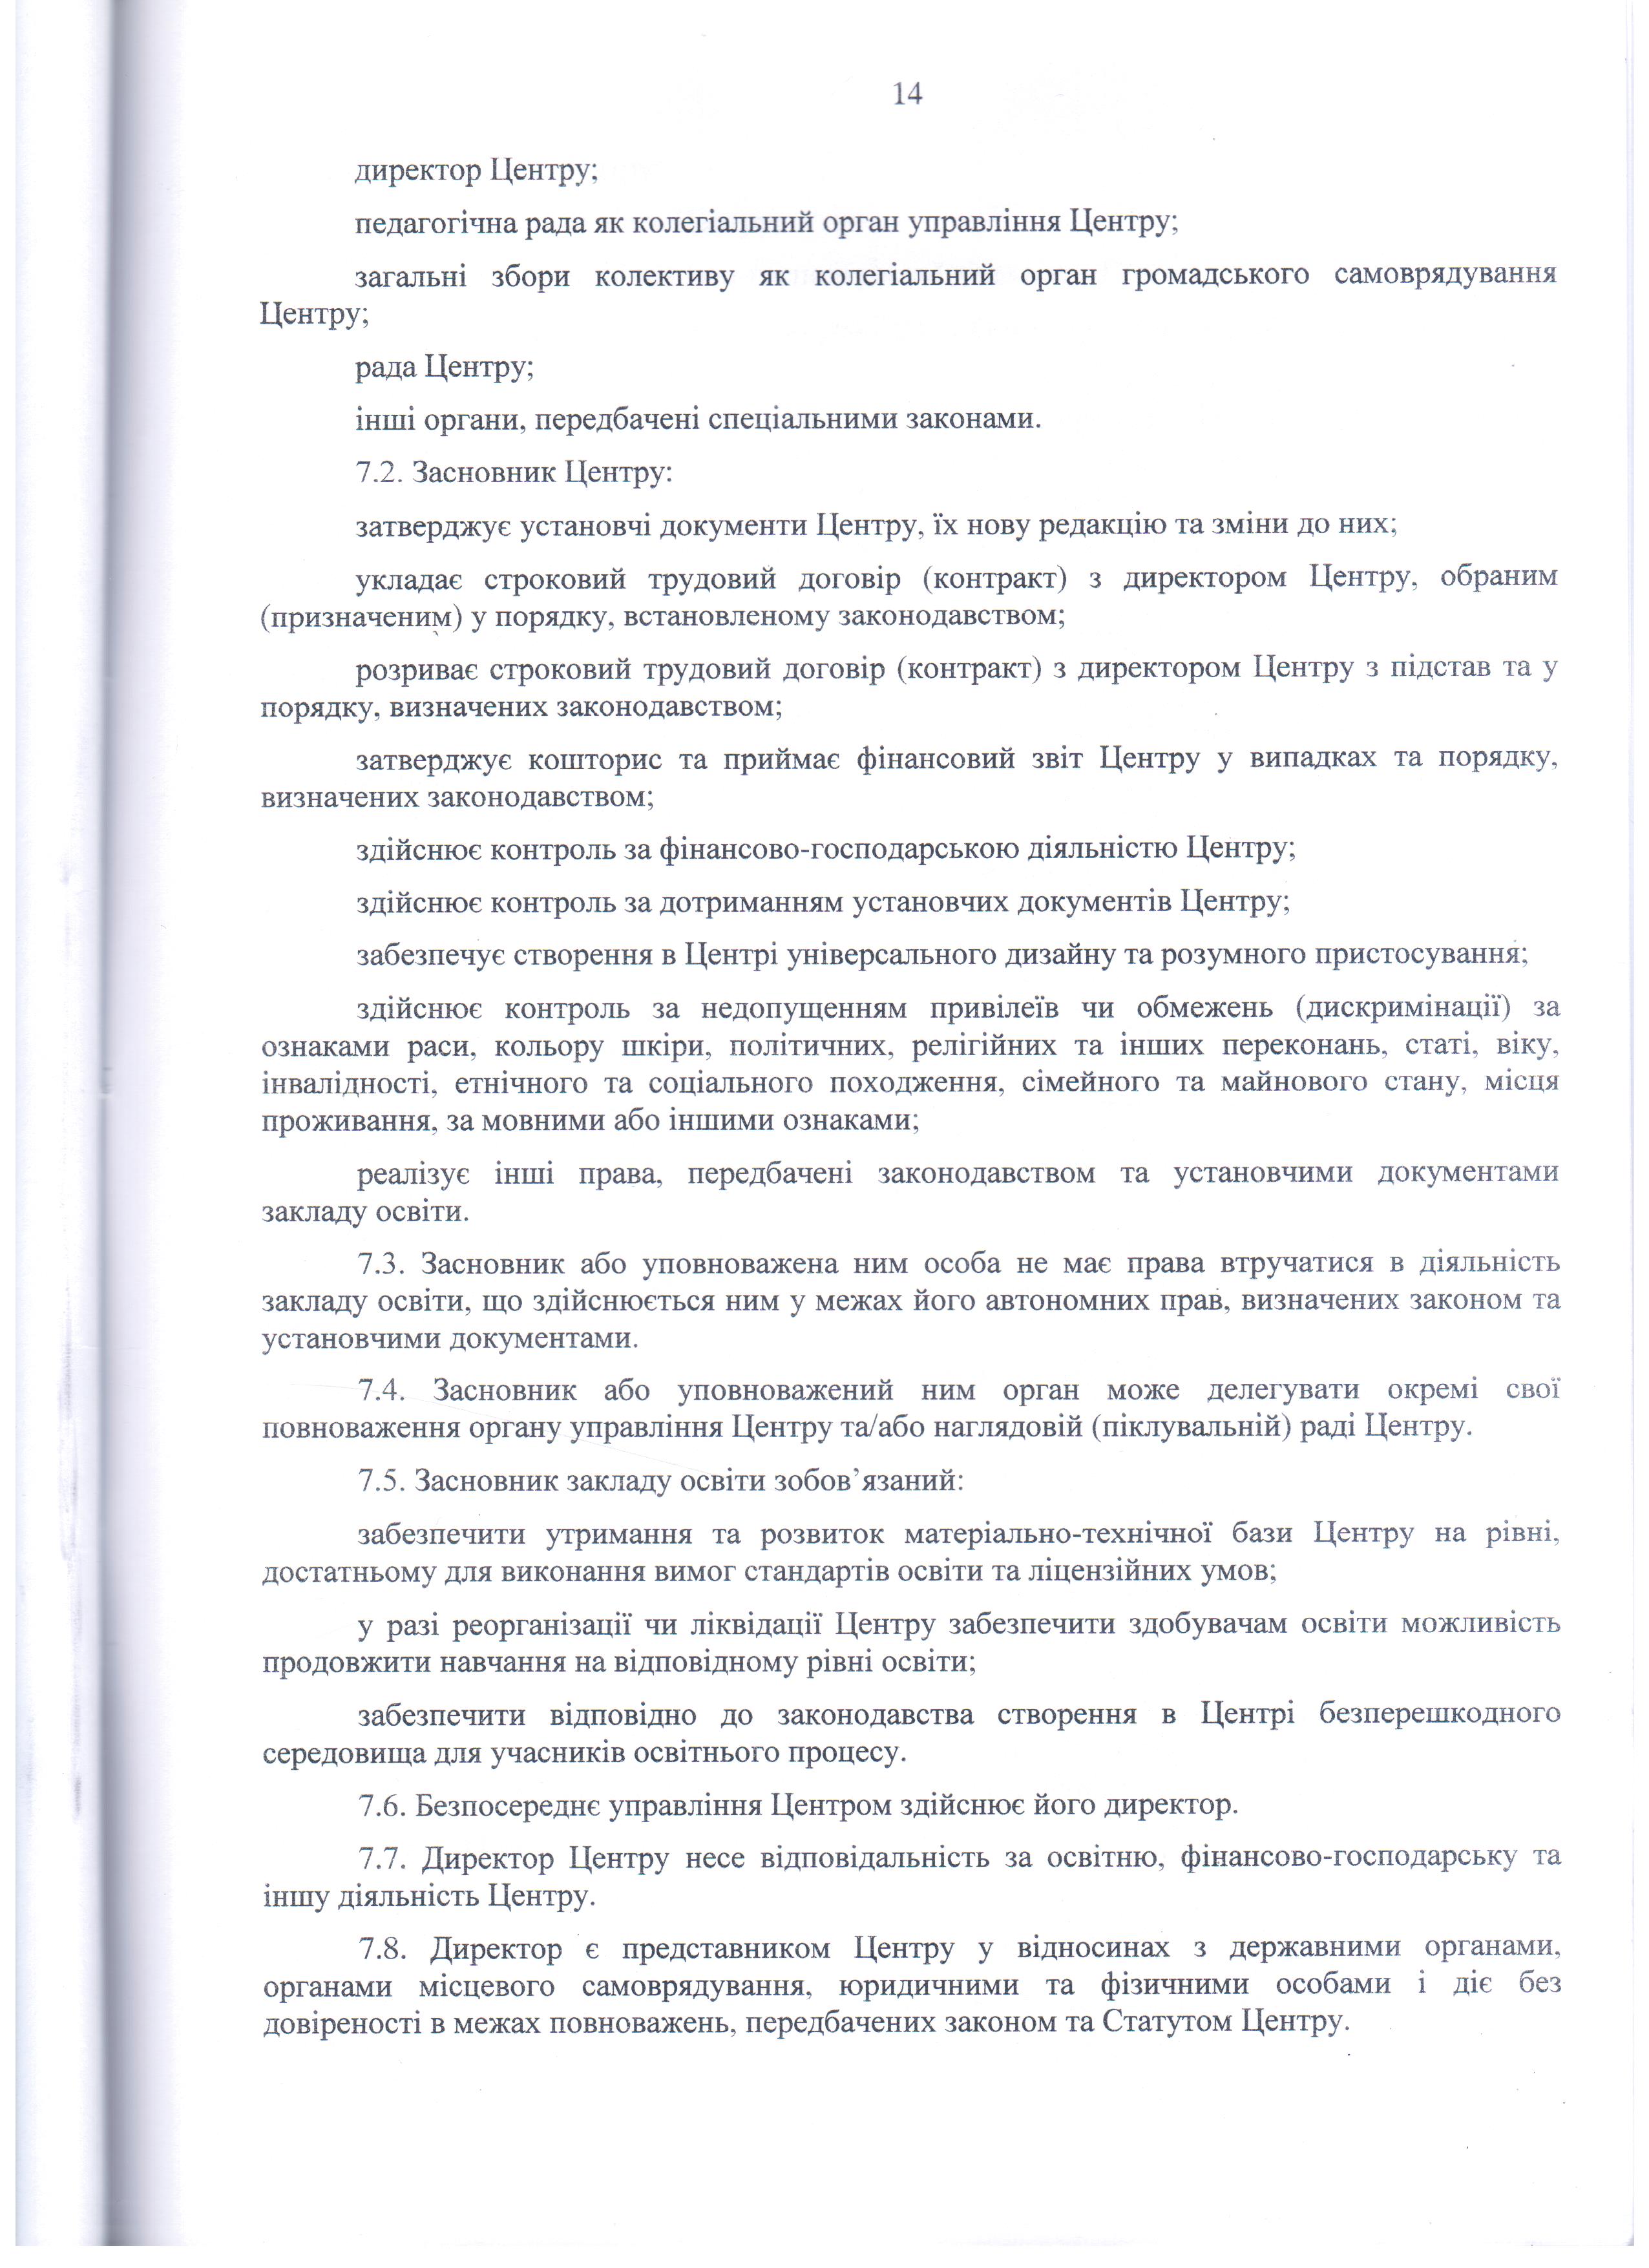 14
директор Центру;
педагогічна рада як колегіальний орган управління Центру;
загальні збори колективу як колегіальний орган громадського самоврядування
Центру;
рада Центру;
інші органи, передбачені спеціальними законами.
7.2. Засновник Центру:
затверджує установчі документи Центру, їх нову редакцію та зміни до них;
укладає строковий трудовий договір (контракт) з директором Центру, обраним
(призначеним) у порядку, встановленому законодавством;
розриває строковий трудовий договір (контракт) з директором Центру з підстав та у
порядку, визначених законодавством;
затверджує кошторис та приймає фінансовий звіт Центру у випадках та порядку,
визначених законодавством;
здійснює контроль за фінансово-господарською діяльністю Центру;
здійснює контроль за дотриманням установчих документів Центру;
забезпечує створення в Центрі універсального дизайну та розумного пристосування;
здійснює контроль за недопущенням привілеїв чи обмежень (дискримінації) за
ознаками раси, кольору шкіри, політичних, релігійних та інших переконань, статі, віку,
інвалідності, етнічного та соціального походження, сімейного та майнового стану, місця
проживання, за мовними або іншими ознаками;
реалізує інші права, передбачені законодавством та установчими документами
закладу освіти.
7.3. Засновник або уповноважена ним особа не має права втручатися в діяльність
закладу освіти, що здійснюється ним у межах його автономних прав, визначених законом та
установчими документами.
7.4. Засновник або уповноважений ним орган може делегувати окремі свої
повноваження органу управління Центру та/або наглядовій (піклувальній) раді Центру.
7.5. Засновник закладу освіти зобов’язаний:
забезпечити утримання та розвиток матеріально-технічної бази Центру на рівні,
достатньому для виконання вимог стандартів освіти та ліцензійних умов;
у разі реорганізації чи ліквідації Центру забезпечити здобувачам освіти можливість
продовжити навчання на відповідному рівні освіти;
забезпечити відповідно до законодавства створення в Центрі безперешкодного
середовища для учасників освітнього процесу.
7.6. Безпосереднє управління Центром здійснює його директор.
7.7. Директор Центру несе відповідальність за освітню, фінансово-господарську та
іншу діяльність Центру.
7.8. Директор є представником Центру у відносинах з державними органами,
органами місцевого самоврядування, юридичними та фізичними особами і діє без
довіреності в межах повноважень, передбачених законом та Статутом Центру.